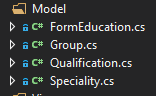 Model
C# FormEducation.cs
C# Group.cs
C# Qualification.cs
C# Speciality.cs